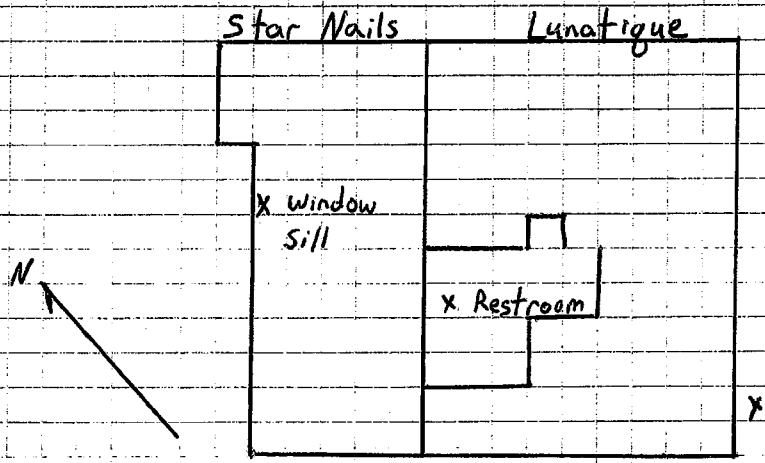 Star Nails
Lunatique
X window
sill
N
X Restroom
X